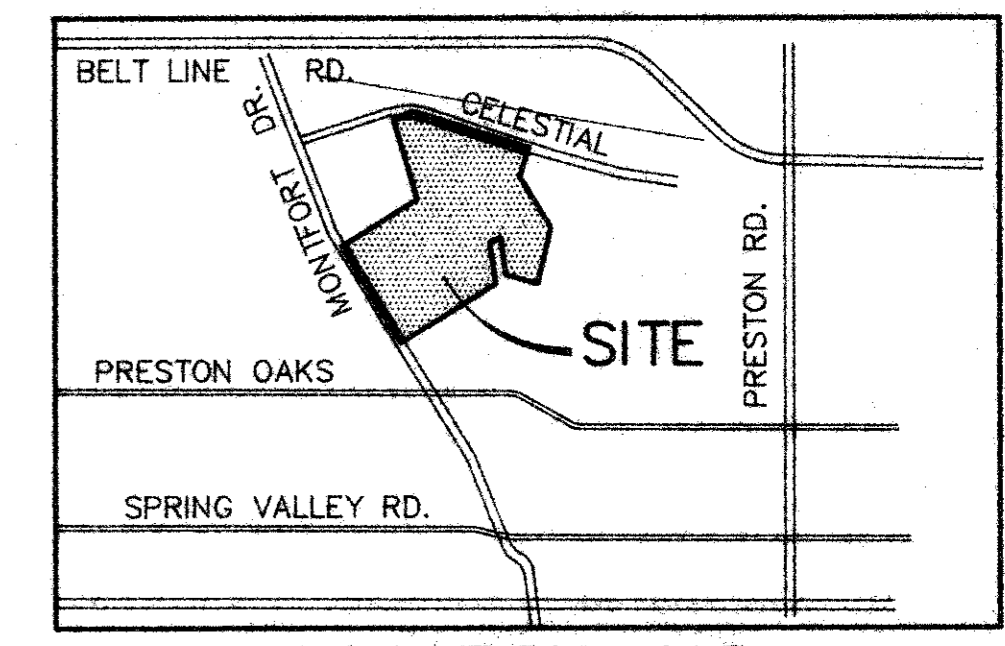 BELT LINE RD.
CELESTIAL
MONTFORT DR.
PRESTON RD.
SITE
PRESTON OAKS
SPRING VALLEY RD.